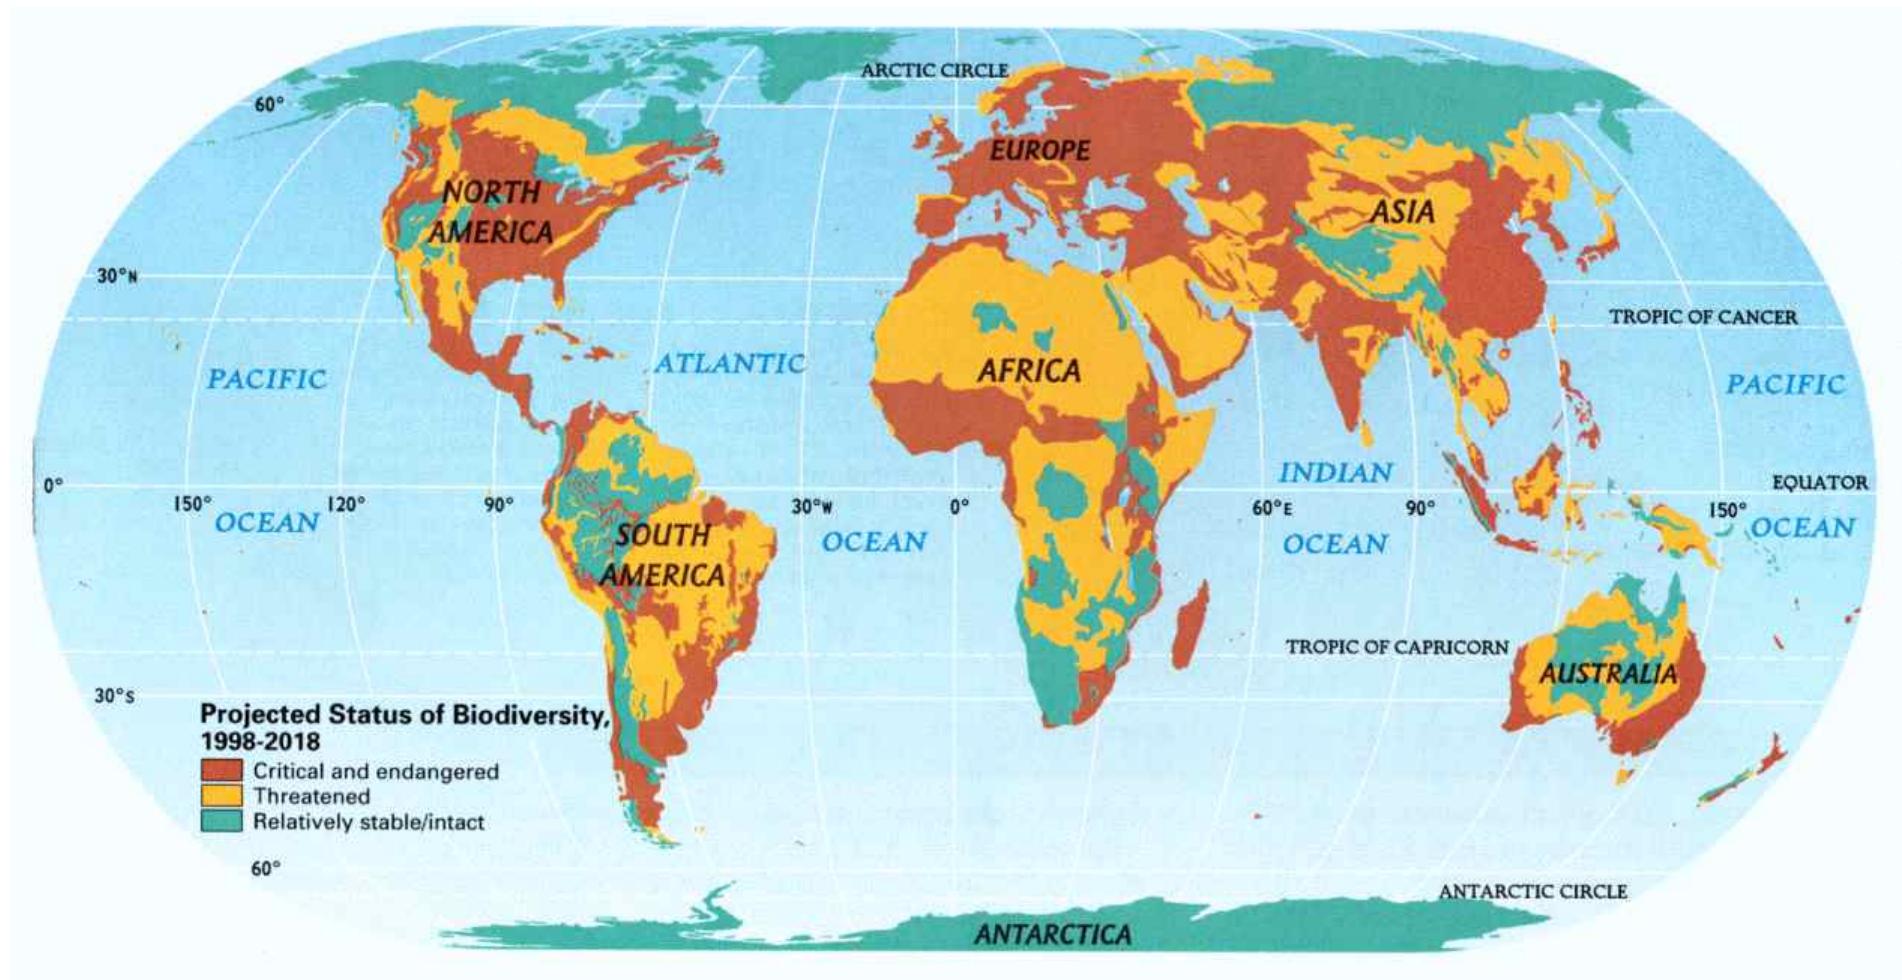 ARCTIC CIRCLE
60°
EUROPE
NORTH
AMERICA
ASIA
30°N
TROPIC OF CANCER
PACIFIC
ATLANTIC
AFRICA
PACIFIC
INDIAN
0°
EQUATOR
150°
120°
90°
30°W
0°
60°E
90°
150°
OCEAN
SOUTH
AMERICA
OCEAN
OCEAN
OCEAN
TROPIC OF CAPRICORN
AUSTRALIA
30°S
Projected Status of Biodiversity,
1998-2018
Critical and endangered
Threatened
Relatively stable/intact
60°
ANTARCTIC CIRCLE
ANTARCTICA